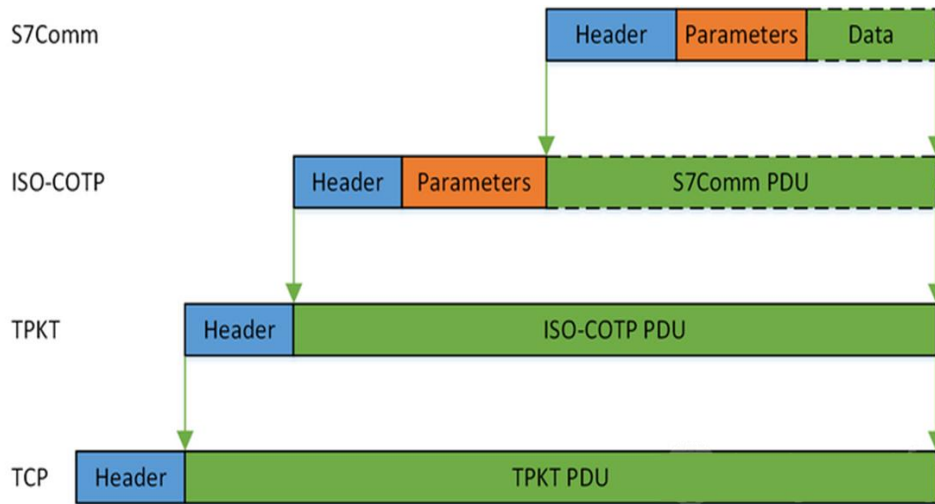 S7Comm Header Parameters Data
ISO-COTP Header Parameters S7Comm PDU
TPKT Header ISO-COTP PDU
TCP Header TPKT PDU